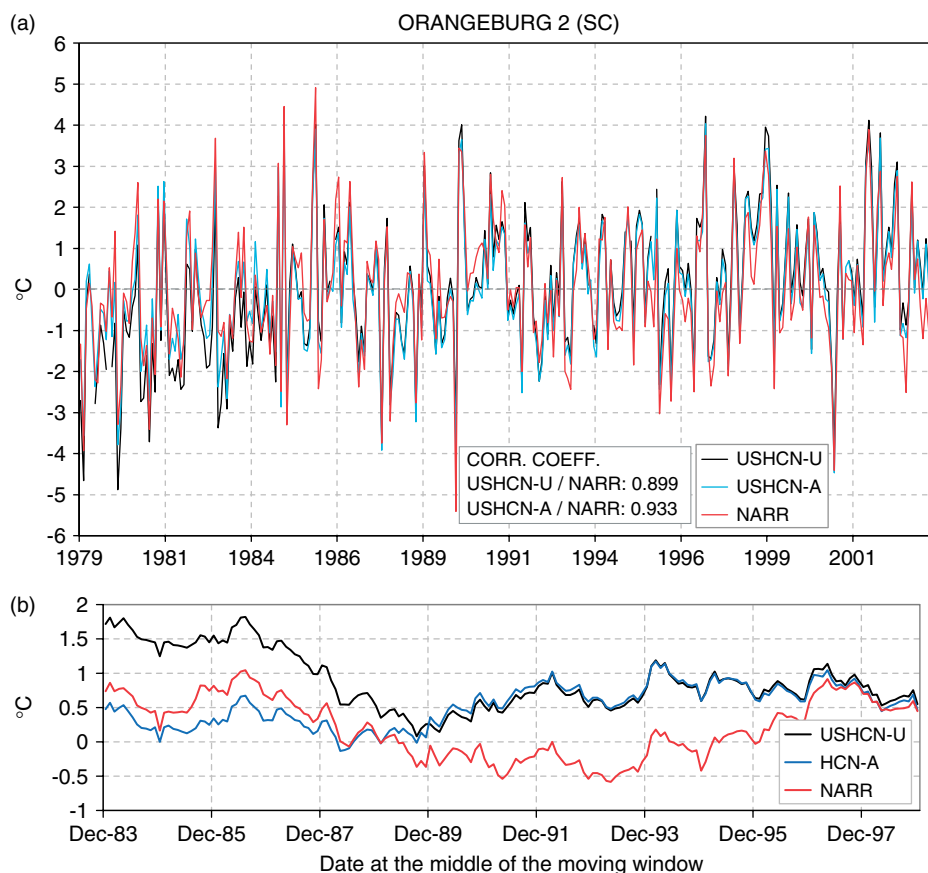 (a)
ORANGEBURG 2 (SC)
6
5
4
3
2
1
0
-1
-2
-3
-4
-5
-6
°C
CORR. COEFF.
USHCN-U / NARR: 0.899
USHCN-A / NARR: 0.933
USHCN-U
USHCN-A
NARR
1979 1981 1984 1986 1989 1991 1994 1996 1999 2001
(b)
2
1.5
1
0.5
0
-0.5
-1
°C
USHCN-U
HCN-A
NARR
Dec-83 Dec-85 Dec-87 Dec-89 Dec-91 Dec-93 Dec-95 Dec-97
Date at the middle of the moving window